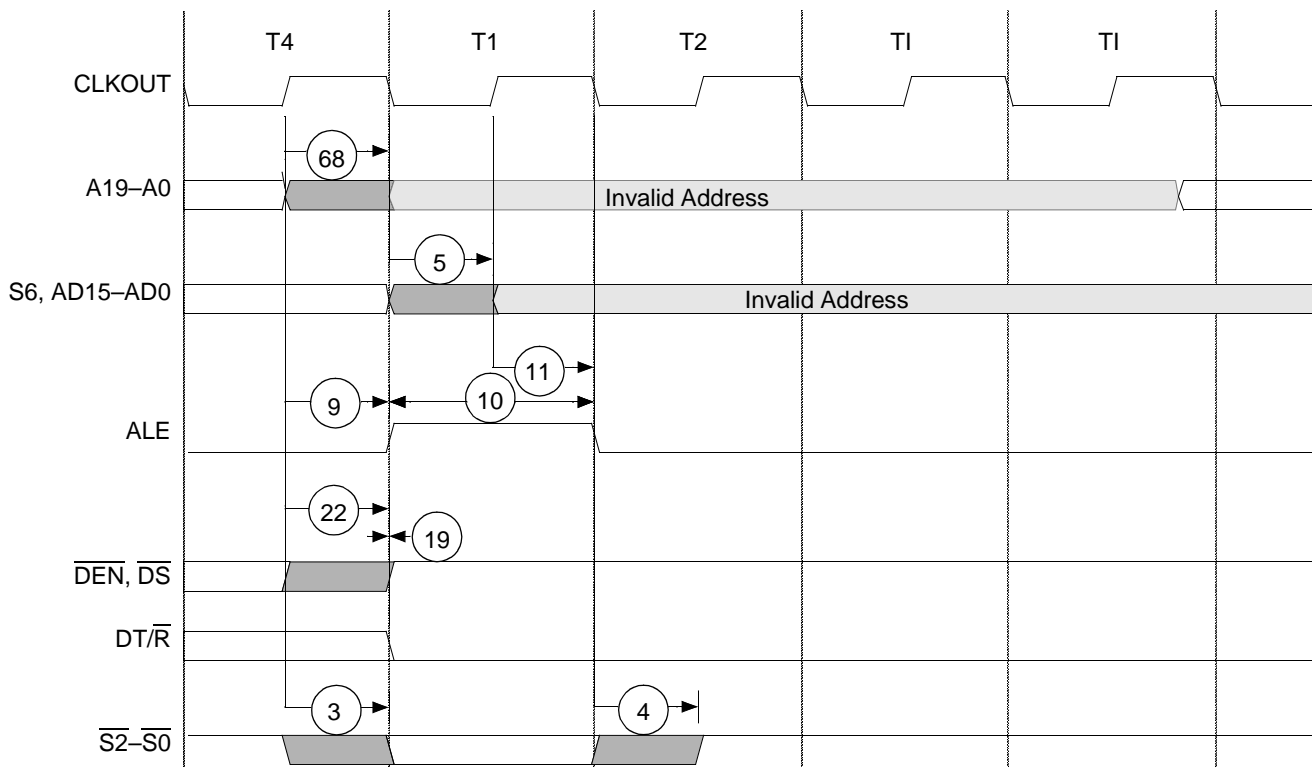 T4 T1 T2 TI TI
CLKOUT
68
A19–A0
Invalid Address
5
S6, AD15–AD0
Invalid Address
11
9
10
ALE
22
19
DEN, DS
DT/R
3
4
S2–S0